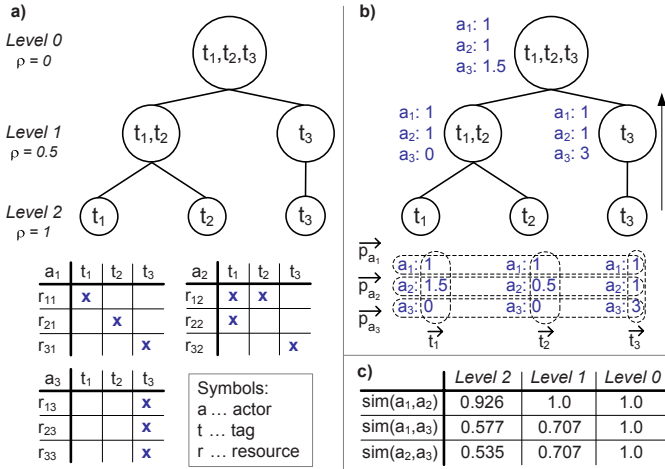 a)
Level 0
ρ = 0
t1,t2,t3
Level 1
ρ = 0.5
t1,t2
t3
Level 2
ρ = 1
t1
t2
t3
a1 t1 t2 t3
r11 x
r21 x
r31 x
a2 t1 t2 t3
r12 x x
r22 x
r32 x
a3 t1 t2 t3
r13 x
r23 x
r33 x
Symbols:
a ... actor
t ... tag
r ... resource
b)
a1: 1
a2: 1
a3: 1.5
t1,t2,t3
a1: 1
a2: 1
a3: 0
t1,t2
a1: 1
a2: 1
a3: 3
t3
t1
t2
t3
pa1
a1: 1 a1: 1 a1: 1
pa2
a2: 1.5 a2: 0.5 a2: 1
pa3
a3: 0 a3: 0 a3: 3
t1 t2 t3
c)
Level 2 Level 1 Level 0
sim(a1,a2) 0.926 1.0 1.0
sim(a1,a3) 0.577 0.707 1.0
sim(a2,a3) 0.535 0.707 1.0